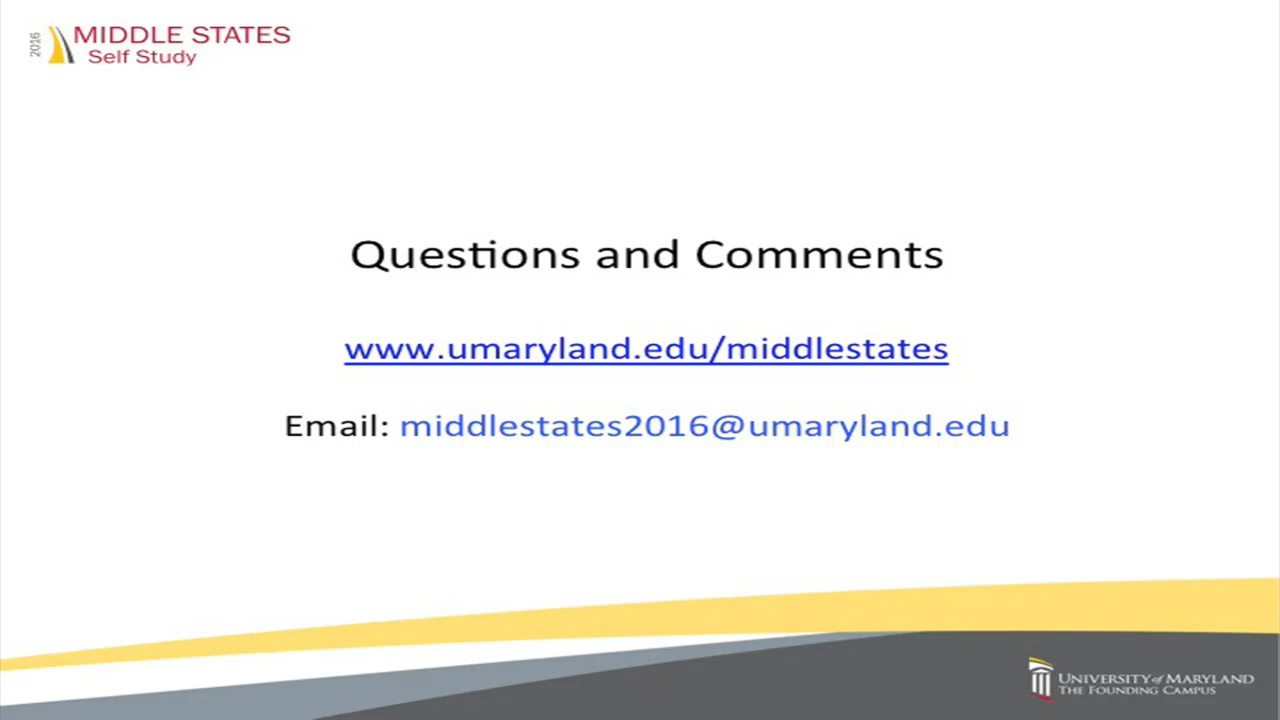 2016
MIDDLE STATES
Self Study
Questions and Comments
www.umaryland.edu/middlestates
Email: middlestates2016@umaryland.edu
UNIVERSITY of MARYLAND
THE FOUNDING CAMPUS